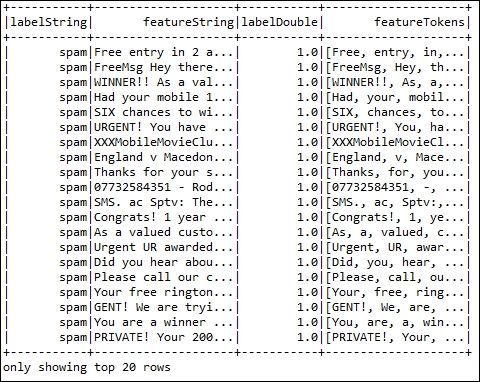 +-----------+--------------------+-----------+--------------------+
|labelString|       featureString|labelDouble|       featureTokens|
+-----------+--------------------+-----------+--------------------+
|       spam|Free entry in 2 a...|        1.0|[Free, entry, in,...|
|       spam|FreeMsg Hey there...|        1.0|[FreeMsg, Hey, th...|
|       spam|WINNER!! As a val...|        1.0|[WINNER!!, As, a,...|
|       spam|Had your mobile 1...|        1.0|[Had, your, mobil...|
|       spam|SIX chances to wi...|        1.0|[SIX, chances, to...|
|       spam|URGENT! You have ...|        1.0|[URGENT!, You, ha...|
|       spam|XXXMobileMovieClu...|        1.0|[XXXMobileMovieCl...|
|       spam|England v Macedon...|        1.0|[England, v, Mace...|
|       spam|Thanks for your s...|        1.0|[Thanks, for, you...|
|       spam|07732584351 - Rod...|        1.0|[07732584351, -, ...|
|       spam|SMS. ac Sptv: The...|        1.0|[SMS., ac, Sptv:,...|
|       spam|Congrats! 1 year ...|        1.0|[Congrats!, 1, ye...|
|       spam|As a valued custo...|        1.0|[As, a, valued, c...|
|       spam|Urgent UR awarded...|        1.0|[Urgent, UR, awar...|
|       spam|Did you hear abou...|        1.0|[Did, you, hear, ...|
|       spam|Please call our c...|        1.0|[Please, call, ou...|
|       spam|Your free rington...|        1.0|[Your, free, ring...|
|       spam|GENT! We are tryi...|        1.0|[GENT!, We, are, ...|
|       spam|You are a winner ...|        1.0|[You, are, a, win...|
|       spam|PRIVATE! Your 200...|        1.0|[PRIVATE!, Your, ...|
+-----------+--------------------+-----------+--------------------+
only showing top 20 rows